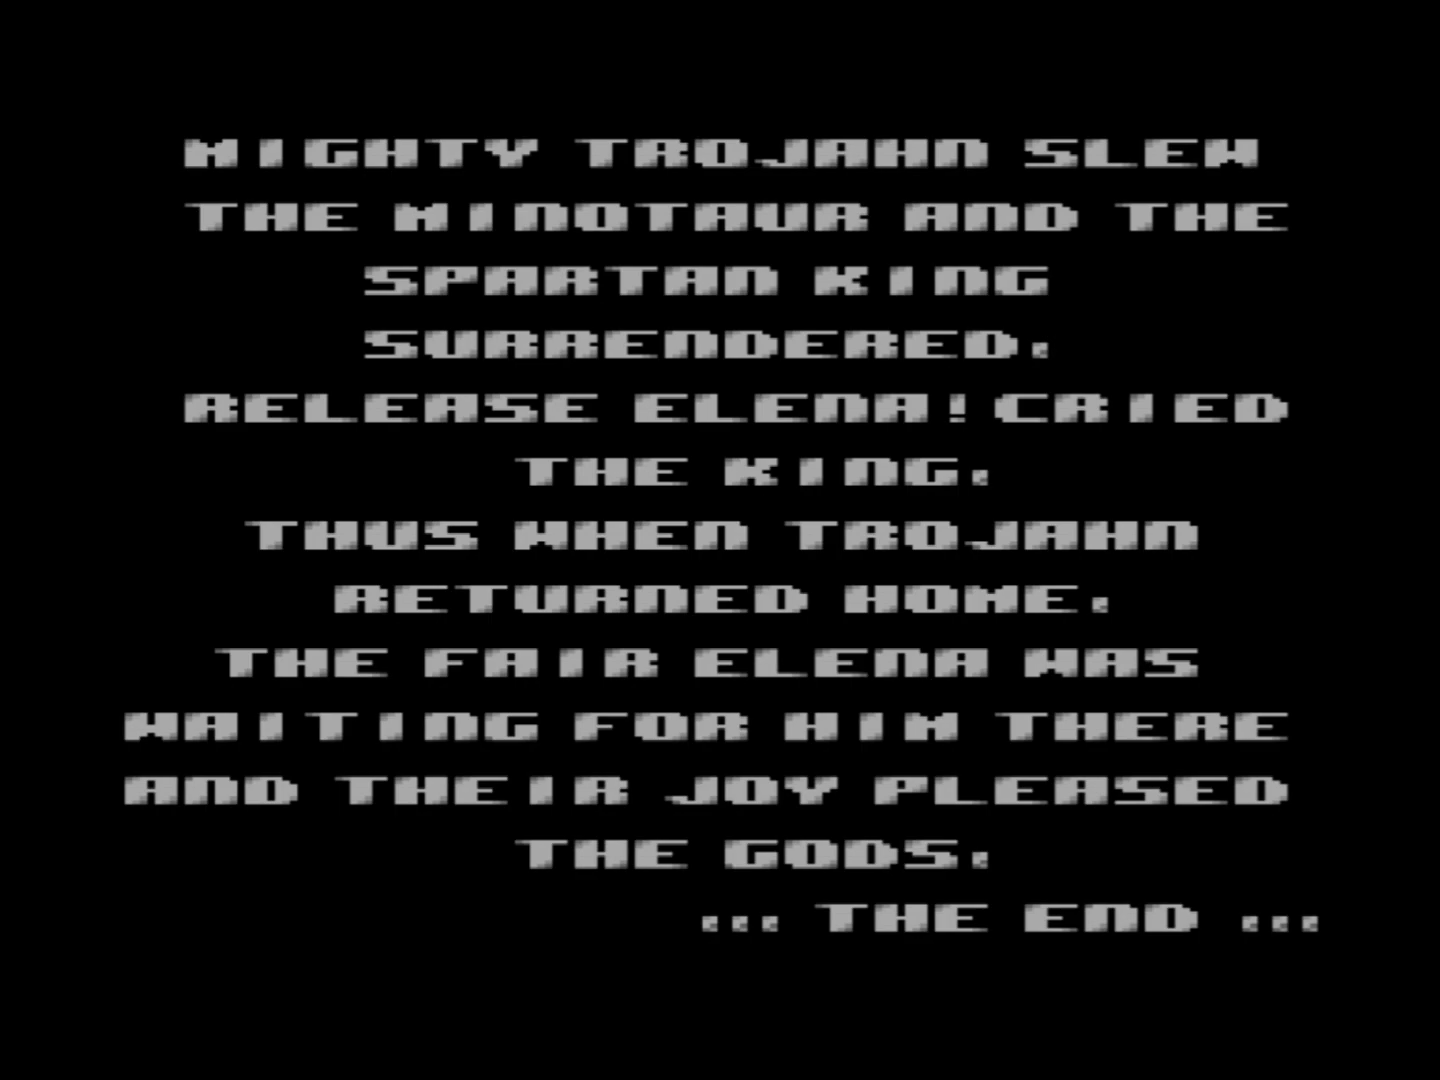 MIGHTY TROJAHN SLEW
THE MINOTAUR AND THE
SPARTAN KING
SURRENDERED.
RELEASE ELENA!CRIED
THE KING.
THUS WHEN TROJAHN
RETURNED HOME.
THE FAIR ELENA WAS
WAITING FOR HIM THERE
AND THEIR JOY PLEASED
THE GODS.
... THE END ...